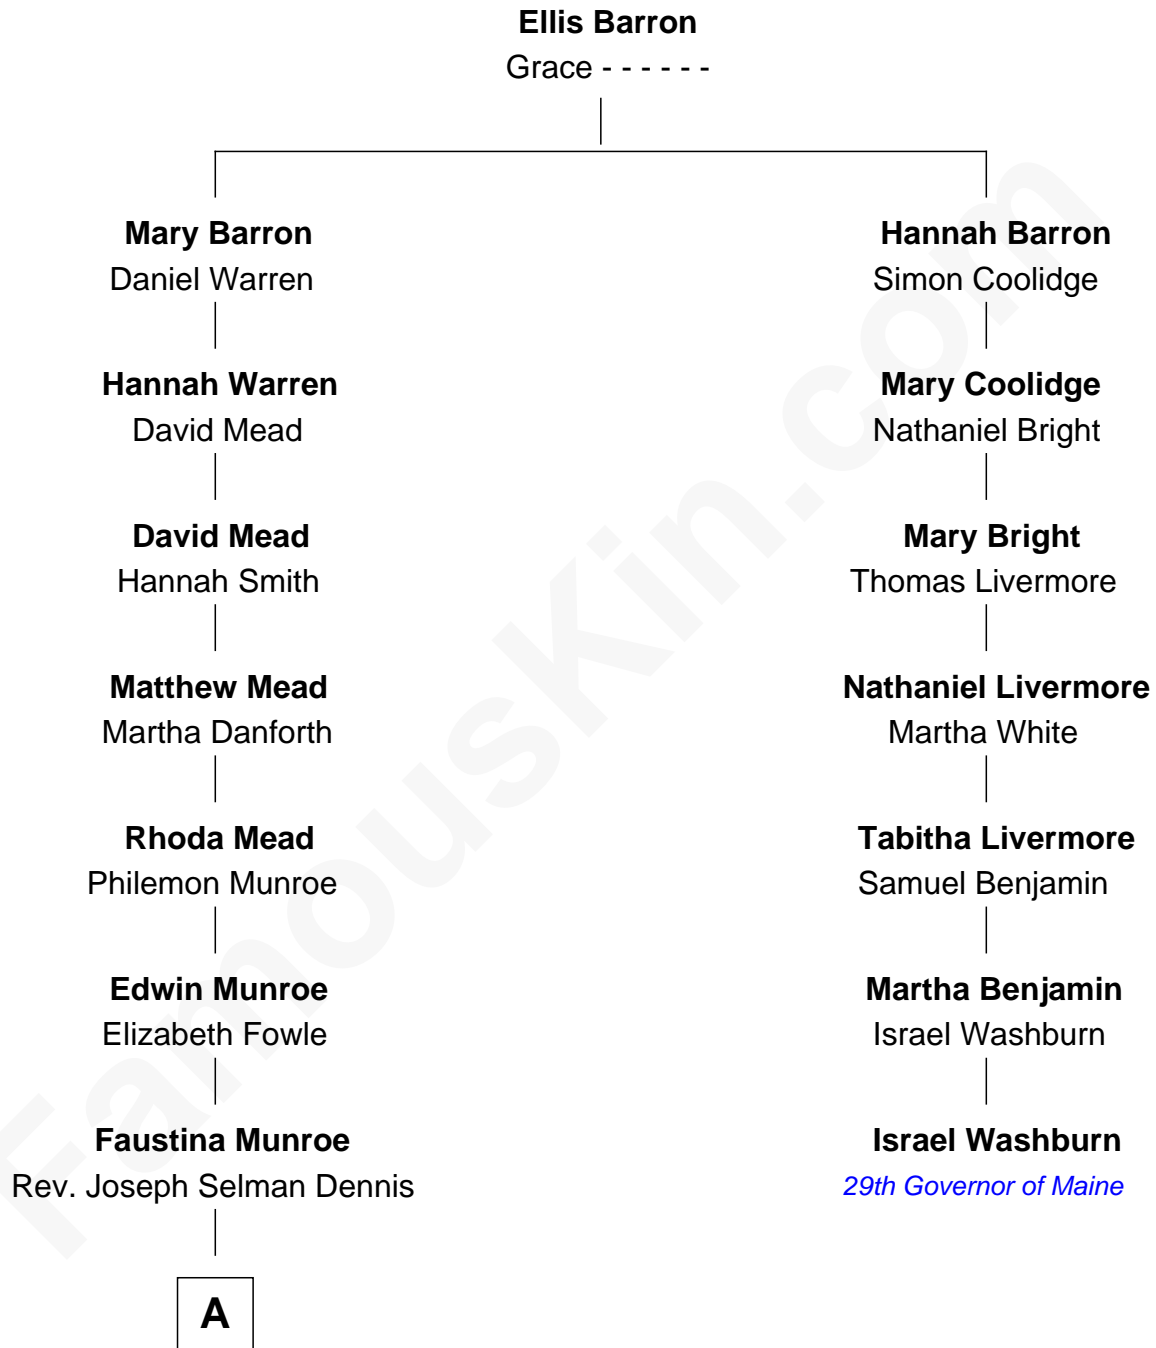 Ellis Barron
Grace - - - - - -
Mary Barron
Daniel Warren
Hannah Warren
David Mead
David Mead
Hannah Smith
Matthew Mead
Martha Danforth
Rhoda Mead
Philemon Munroe
Edwin Munroe
Elizabeth Fowle
Faustina Munroe
Rev. Joseph Selman Dennis
A
Hannah Barron
Simon Coolidge
Mary Coolidge
Nathaniel Bright
Mary Bright
Thomas Livermore
Nathaniel Livermore
Martha White
Tabitha Livermore
Samuel Benjamin
Martha Benjamin
Israel Washburn
Israel Washburn
29th Governor of Maine
FamousKin.com